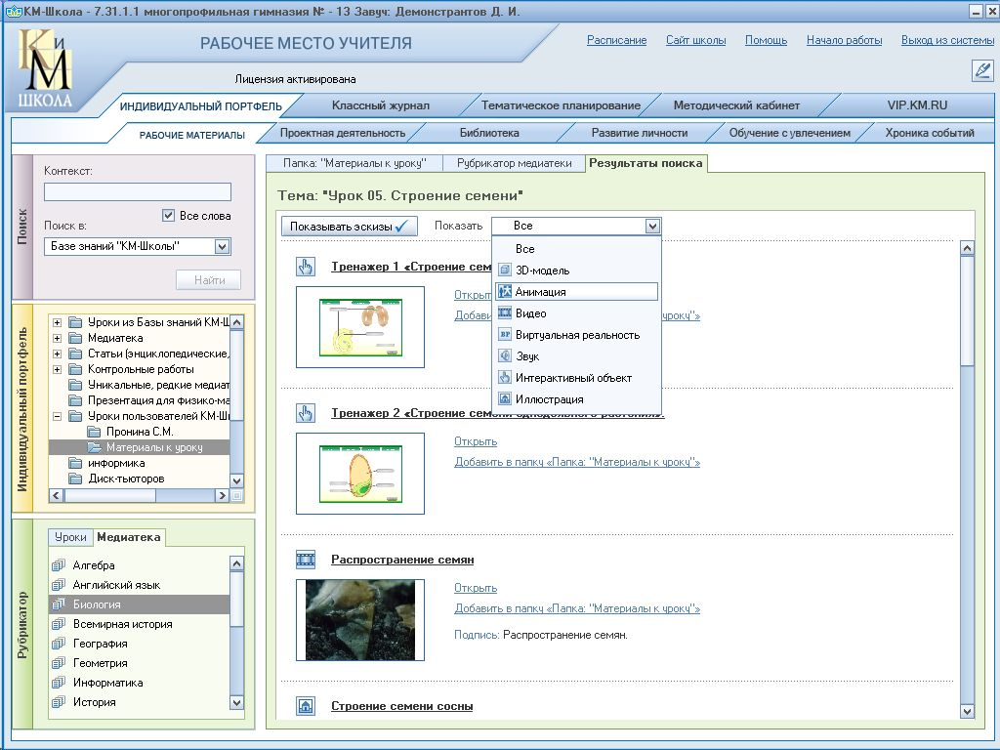 КМ-Школа - 7.31.1.1 многопрофильная гимназия № - 13 Завуч: Демонстрантов Д. И.
КИМ
ШКОЛА
РАБОЧЕЕ МЕСТО УЧИТЕЛЯ
Расписание Сайт школы Помощь Начало работы Выход из системы
Лицензия активирована
ИНДИВИДУАЛЬНЫЙ ПОРТФЕЛЬ Классный журнал Тематическое планирование Методический кабинет VIP.KM.RU
РАБОЧИЕ МАТЕРИАЛЫ Проектная деятельность Библиотека Развитие личности Обучение с увлечением Хроника событий
Поиск
Контекст:
Все слова
Поиск в:
Базе знаний "КМ-Школы"
Найти
Индивидуальный портфель
Уроки из Базы знаний КМ-Ш
Медиатека
Статьи (энциклопедические,
Контрольные работы
Уникальные, редкие медиат
Презентация для физико-ма
Уроки пользователей КМ-Ш
Пронина С.М.
Материалы к уроку
информика
Диск-тьюторов
Рубрикатор
Уроки Медиатека
Алгебра
Английский язык
Биология
Всемирная история
География
Геометрия
Информатика
История
Папка: "Материалы к уроку" Рубрикатор медиатеки Результаты поиска
Тема: "Урок 05. Строение семени"
Показывать эскизы Показать Все
Все
3D-модель
Анимация
Видео
Виртуальная реальность
Звук
Интерактивный объект
Иллюстрация
Тренажер 1 «Строение сем
Открыт
Добави уроку"»
Тренажер 2 «Строение семени однодольного растения».
Открыть
Добавить в папку «Папка: "Материалы к уроку"»
Распространение семян
Открыть
Добавить в папку «Папка: "Материалы к уроку"»
Подпись: Распространение семян.
Строение семени сосны